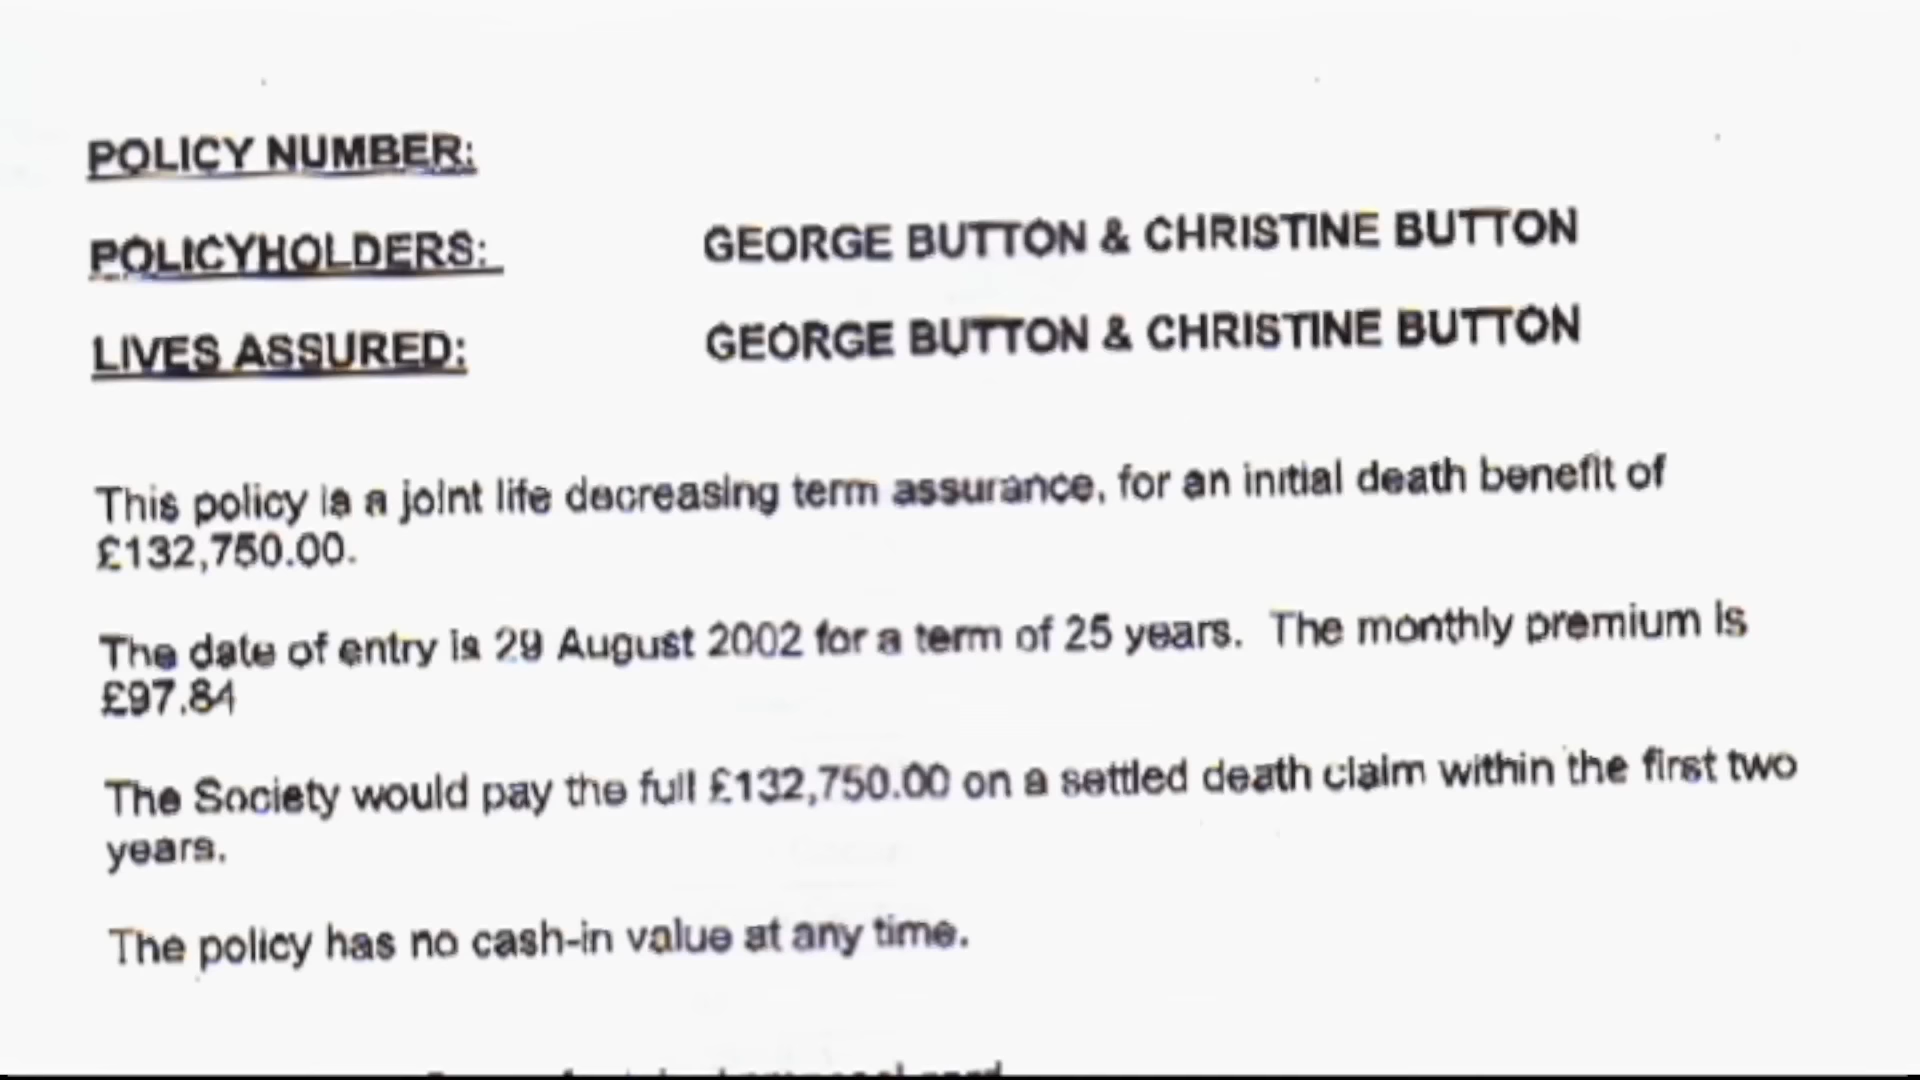 POLICY NUMBER:
POLICYHOLDERS: GEORGE BUTTON & CHRISTINE BUTTON
LIVES ASSURED: GEORGE BUTTON & CHRISTINE BUTTON
This policy is a joint life decreasing term assurance, for an initial death benefit of
£132,750.00.
The date of entry is 29 August 2002 for a term of 25 years. The monthly premium is
£97.84
The Society would pay the full £132,750.00 on a settled death claim within the first two
years.
The policy has no cash-in value at any time.